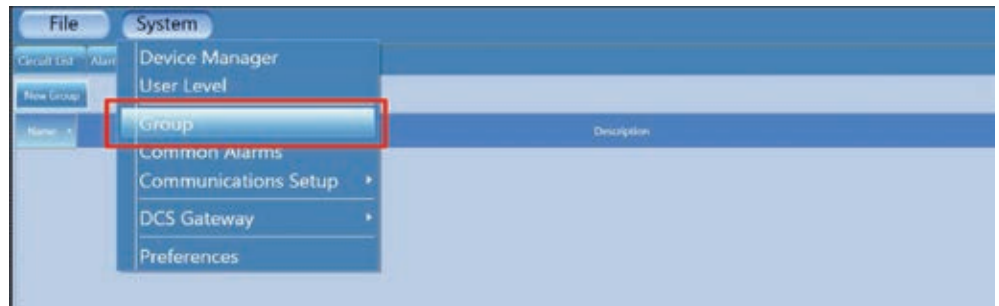 File System
Circuit List Alar
Device Manager
User Level
New Group
Group
Name Description
Common Alarms
Communications Setup
DCS Gateway
Preferences